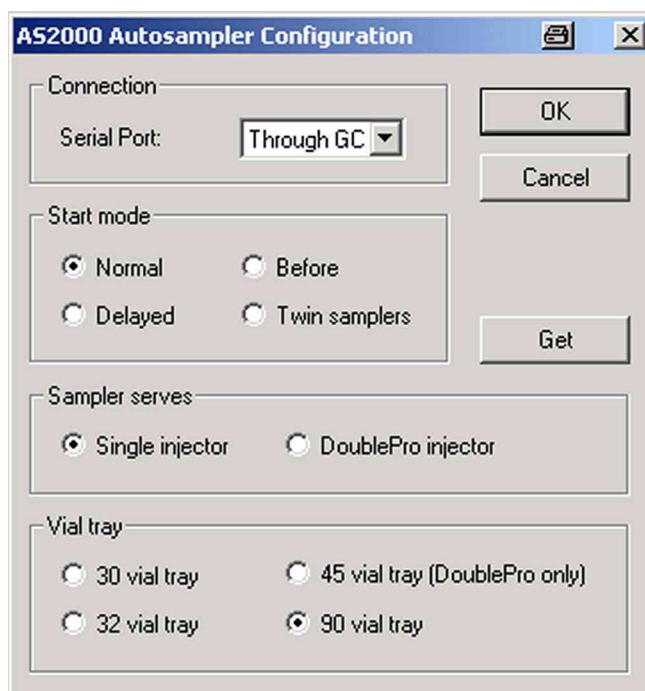 AS2000 Autosampler Configuration
Connection
Serial Port: Through GC
OK
Cancel
Start mode
Normal Before
Delayed Twin samplers
Get
Sampler serves
Single injector DoublePro injector
Vial tray
30 vial tray 45 vial tray (DoublePro only)
32 vial tray 90 vial tray